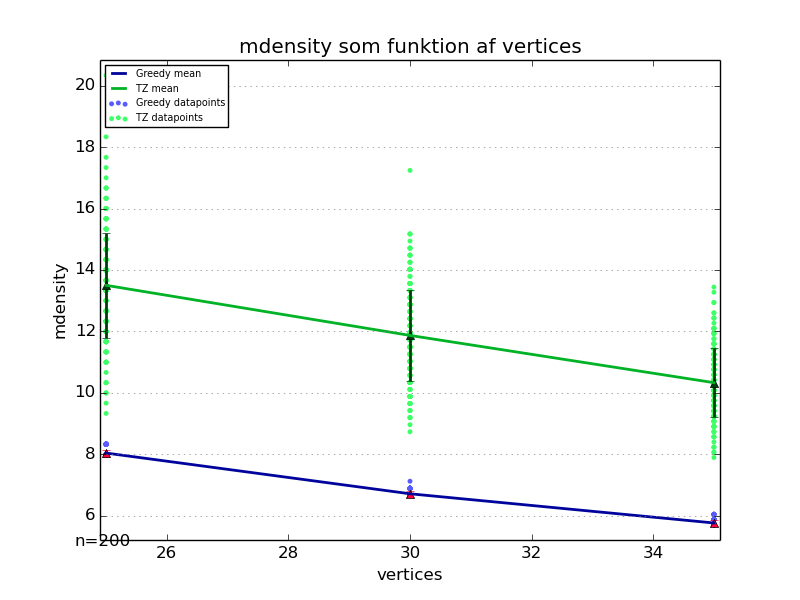 mdensity som funktion af vertices
Greedy mean
TZ mean
Greedy datapoints
TZ datapoints
20
18
16
14
12
10
8
6
mdensity
n=200
26
28
30
32
34
vertices